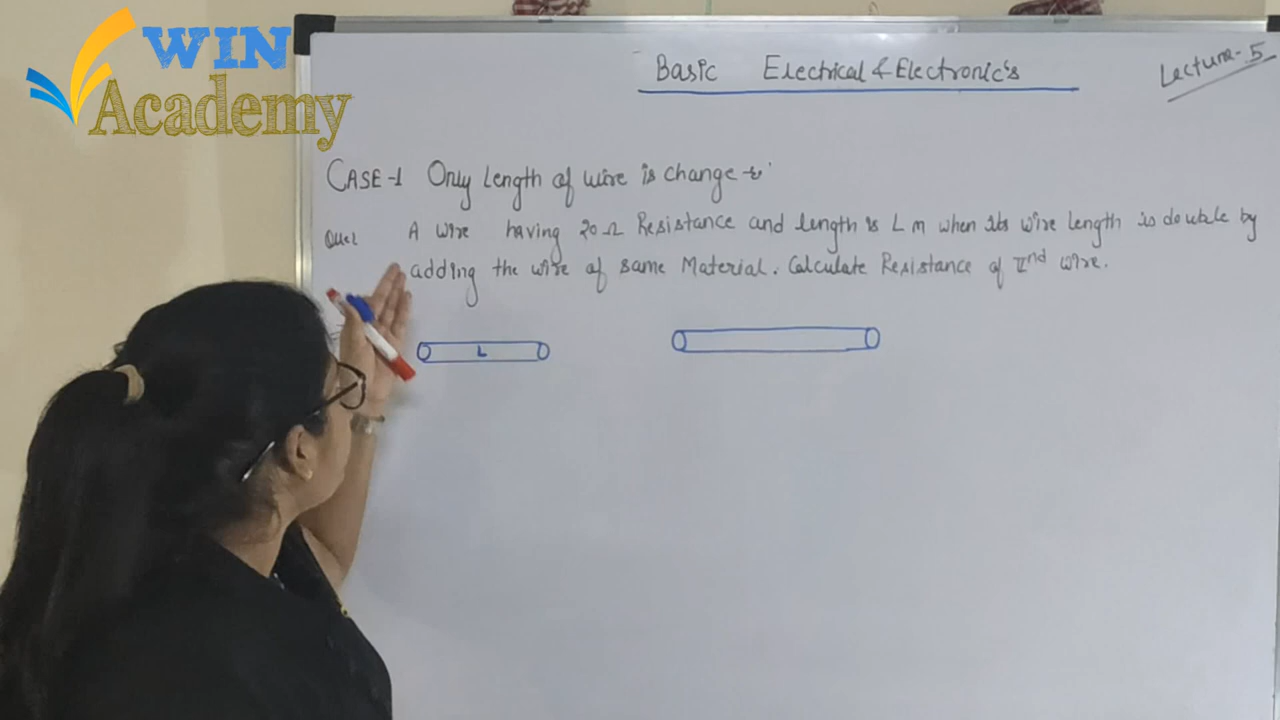 WIN
Academy
Basic Electrical & Electronic's
Lecture-5
CASE-1 Only Length of wire is change
A wire having 20Ω Resistance and length is L m when its wire length is double by
adding the wire of same Material. Calculate Resistance of IInd wire.
L